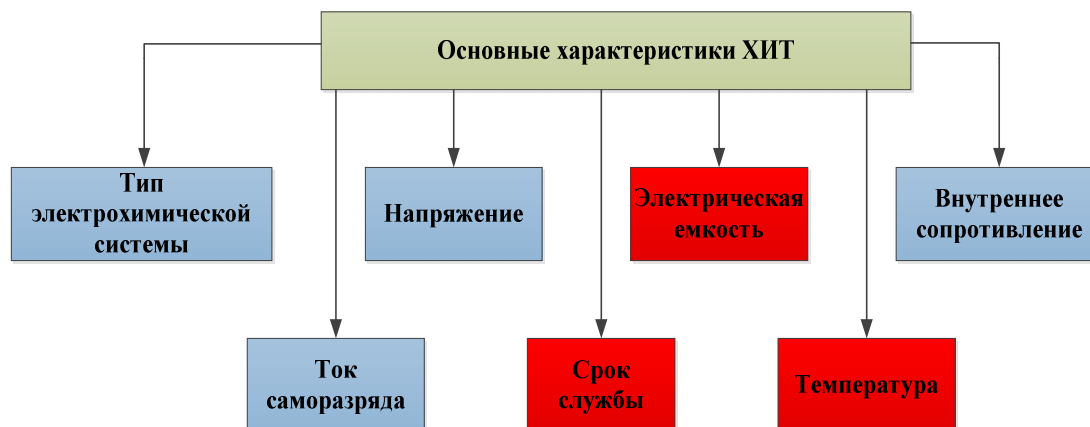 Основные характеристики ХИТ
Тип
электрохимической
системы
Напряжение
Электрическая
емкость
Внутреннее
сопротивление
Ток
саморазряда
Срок
службы
Температура